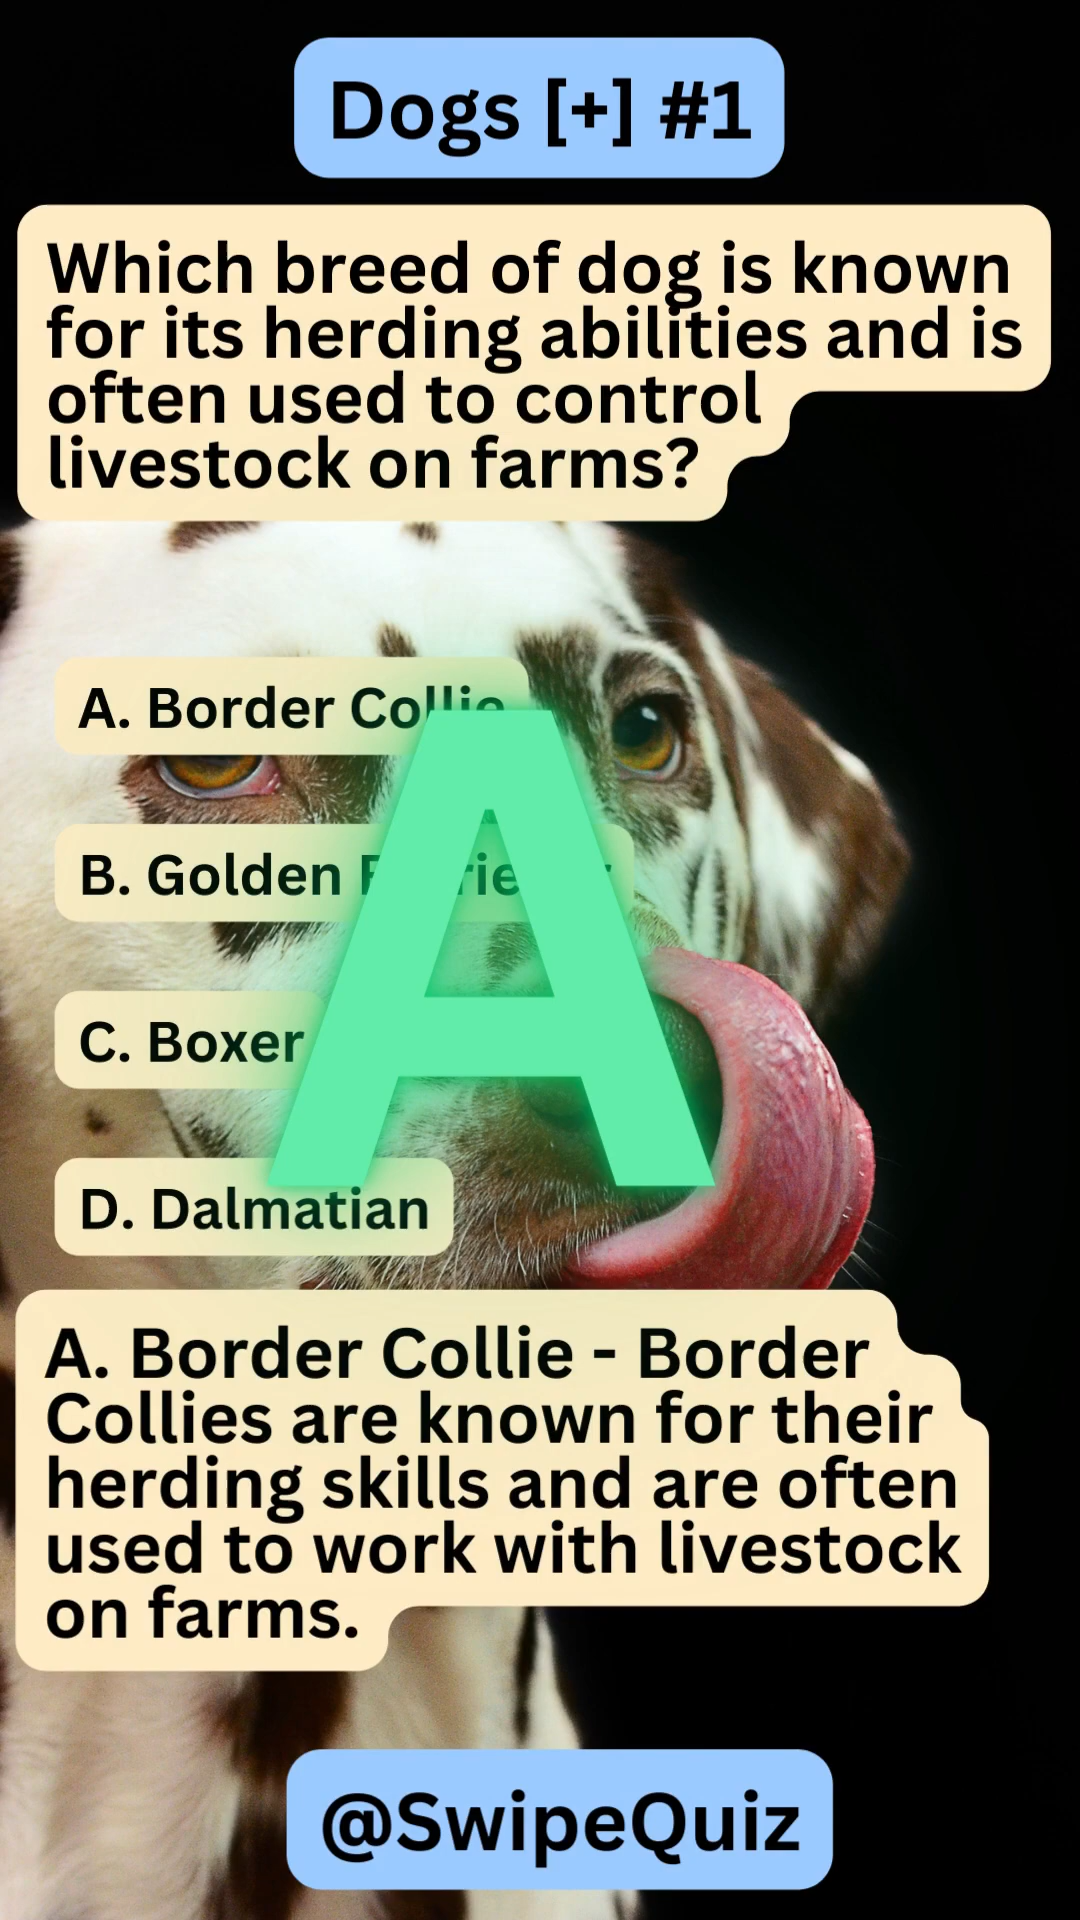 Dogs [+] #1
Which breed of dog is known
for its herding abilities and is
often used to control
livestock on farms?
A. Border Collie
B. Golden
C. Boxer
D. Dalmatian
A
A. Border Collie - Border
Collies are known for their
herding skills and are often
used to work with livestock
on farms.
@SwipeQuiz